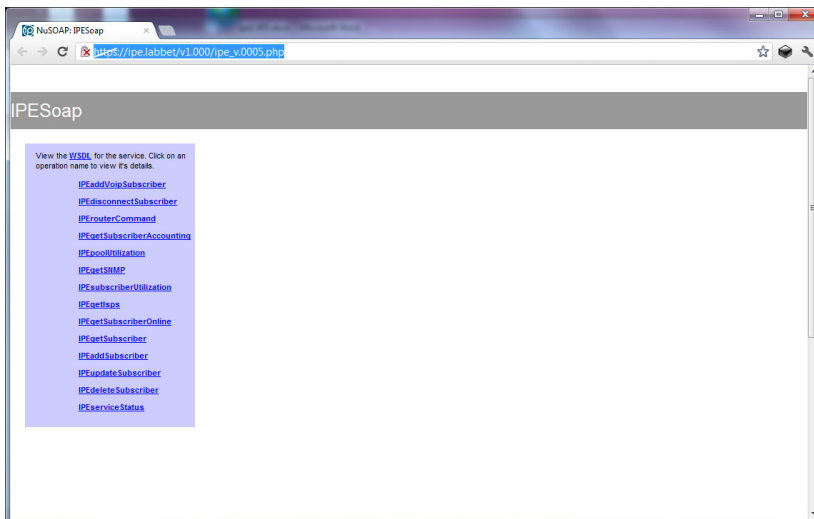 NuSOAP: IPESoap
https://ipe.labbet/v1.000/ipe_v.0005.php
IPESoap
View the WSDL for the service. Click on an
operation name to view it's details.
IPEaddVoipSubscriber
IPEdisconnectSubscriber
IPErouterCommand
IPEgetSubscriberAccounting
IPEpoolUtilization
IPEgetSNMP
IPEsubscriberUtilization
IPEgetIsps
IPEgetSubscriberOnline
IPEgetSubscriber
IPEaddSubscriber
IPEupdateSubscriber
IPEdeleteSubscriber
IPEserviceStatus